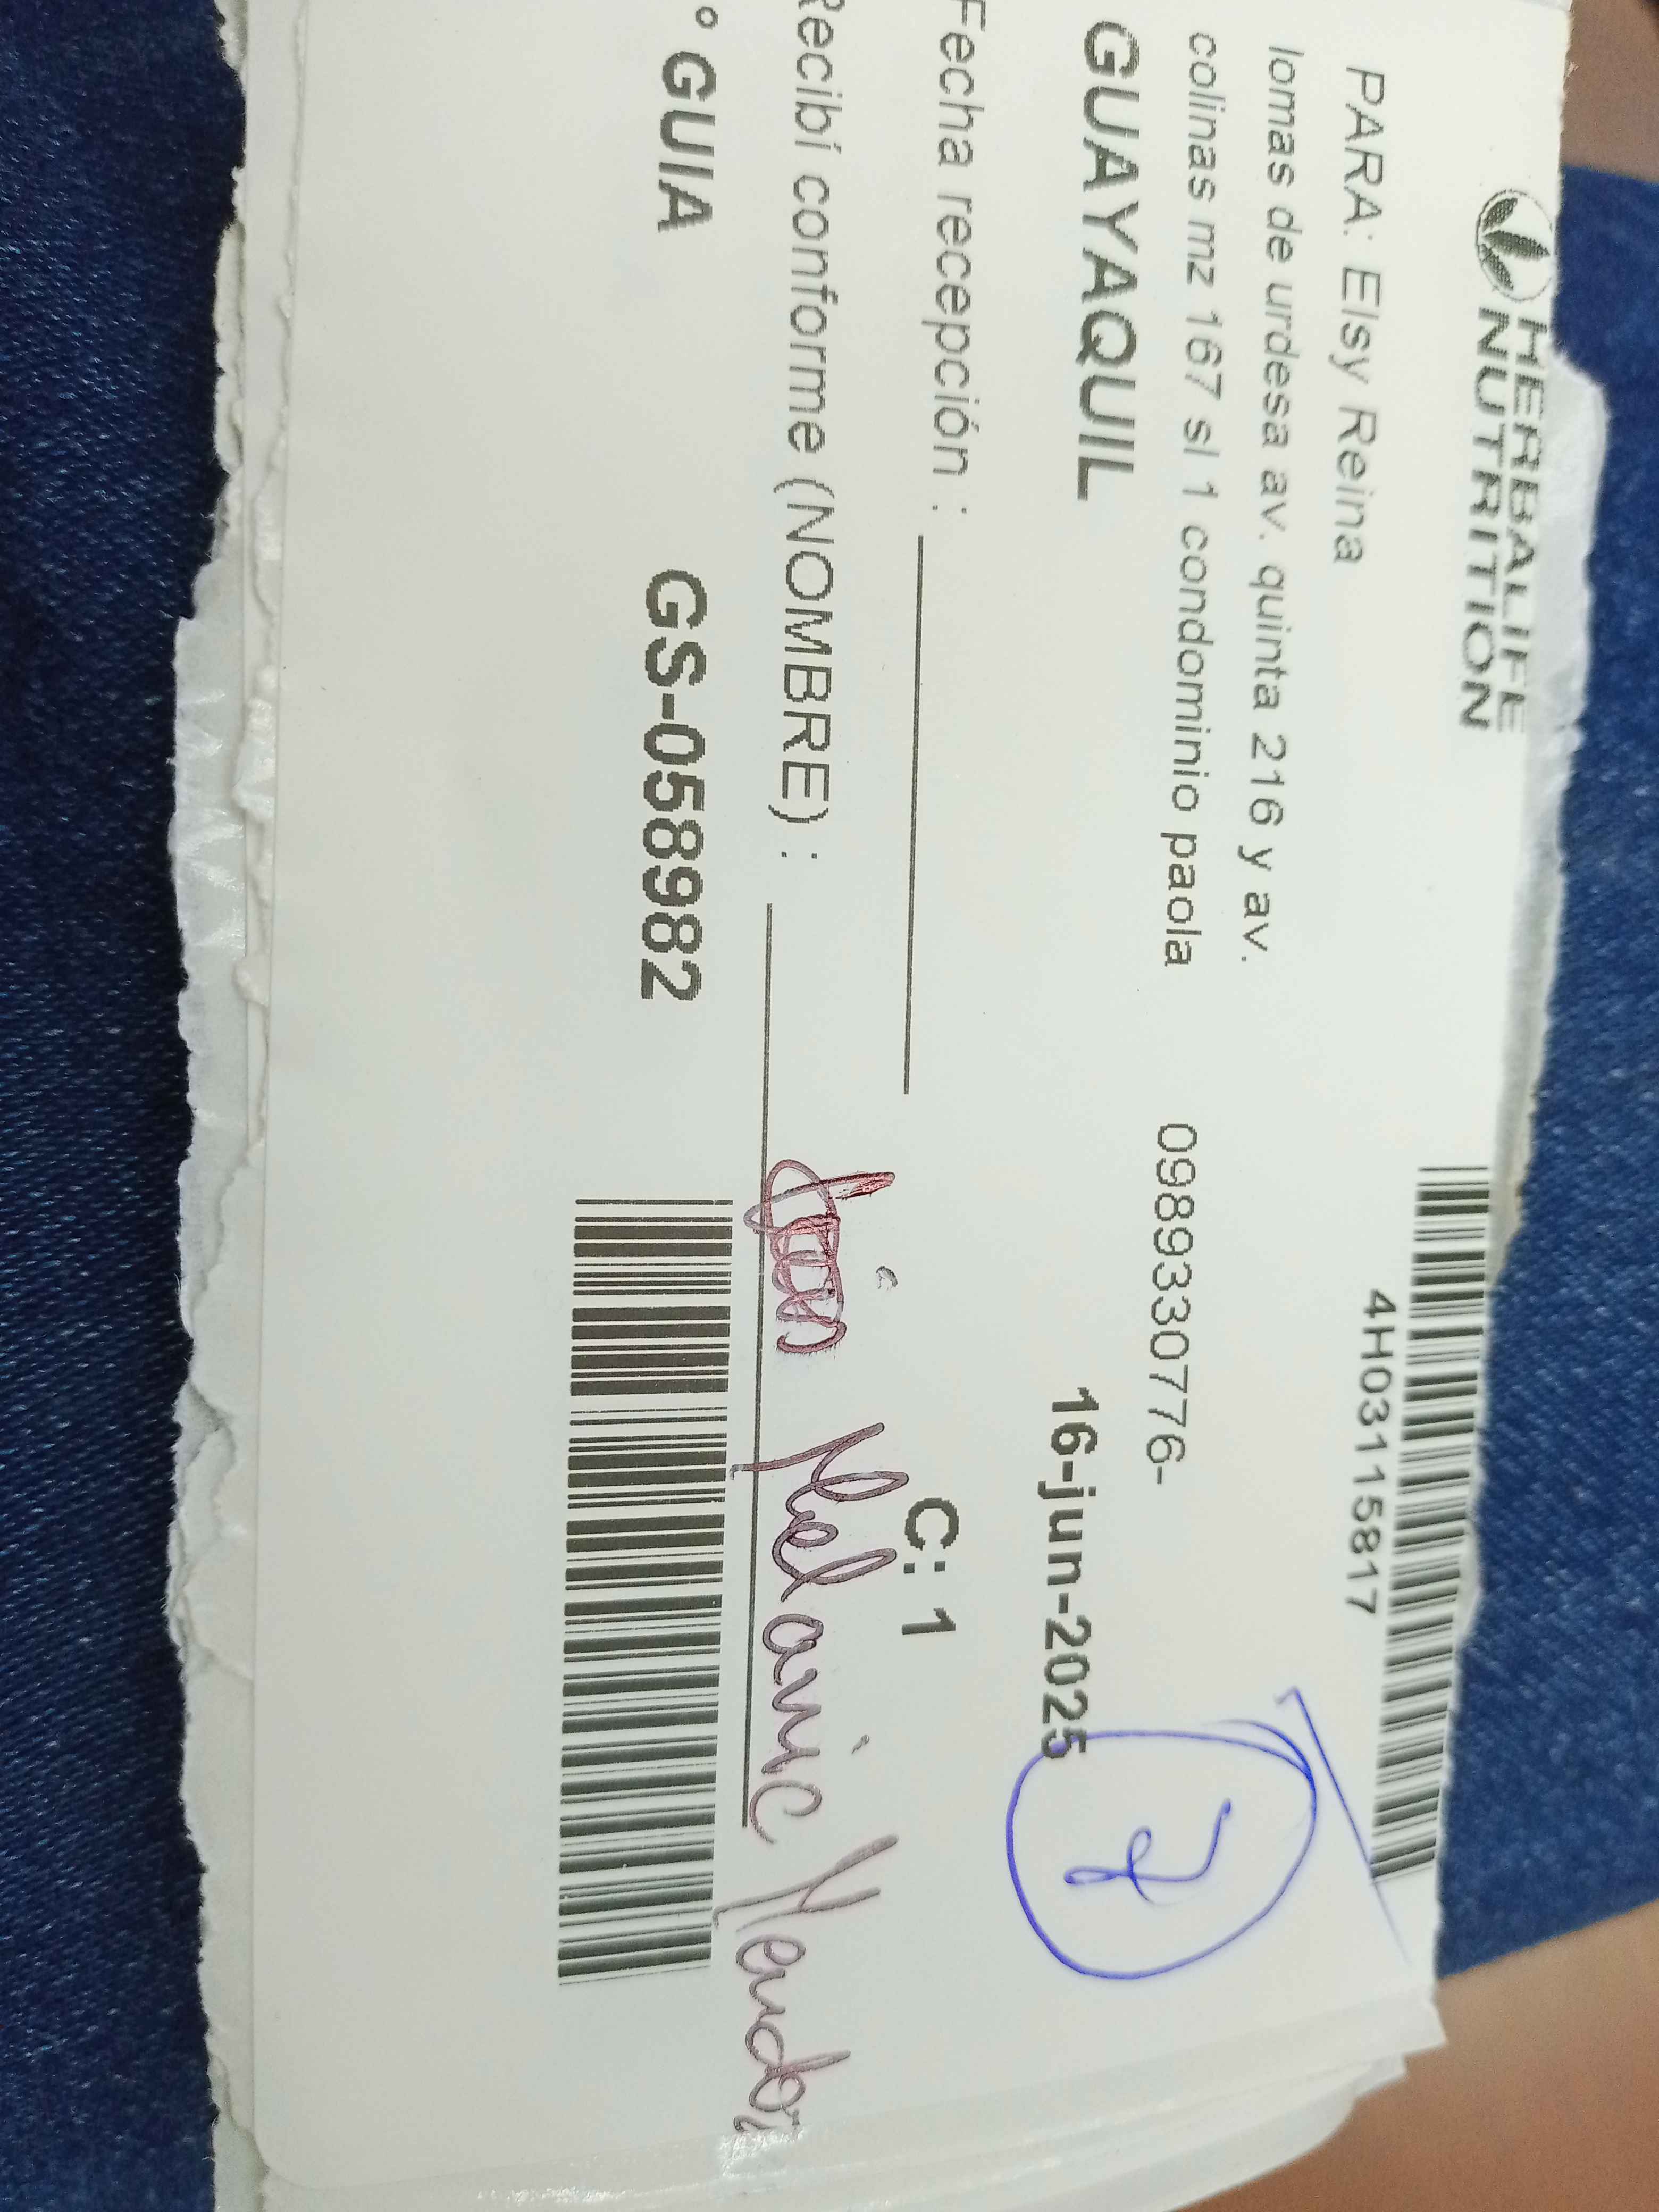 HERBALIFE
NUTRITION
4H03115817
PARA: Elsy Reina
lomas de urdesa av. quinta 216 y av.
colinas mz 167 sl 1 condominio paola 0989330776-
GUAYAQUIL 16-jun-2025
Fecha recepción :
C: 1
Recibí conforme (NOMBRE) : Melanie
° GUIA GS-058982